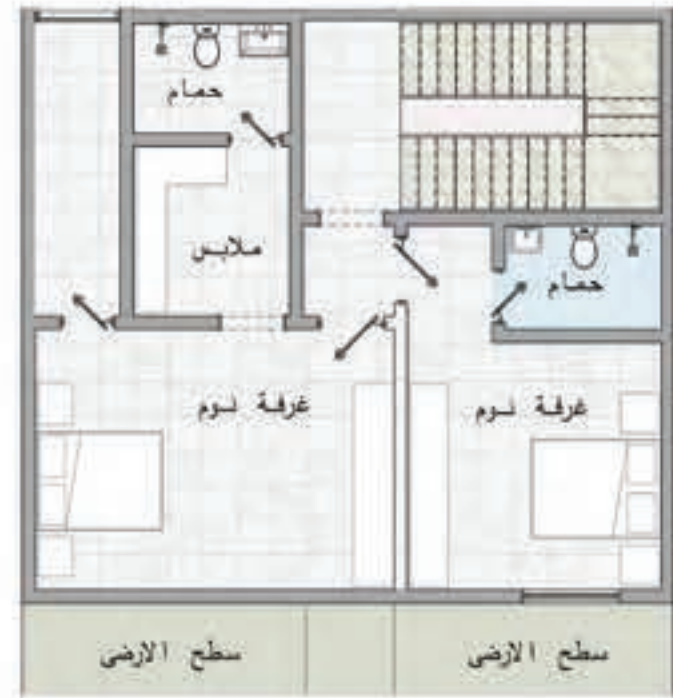 حمام
ملابس
حمام
غرفة نوم
غرفة نوم
سطح الارضى
سطح الارضى